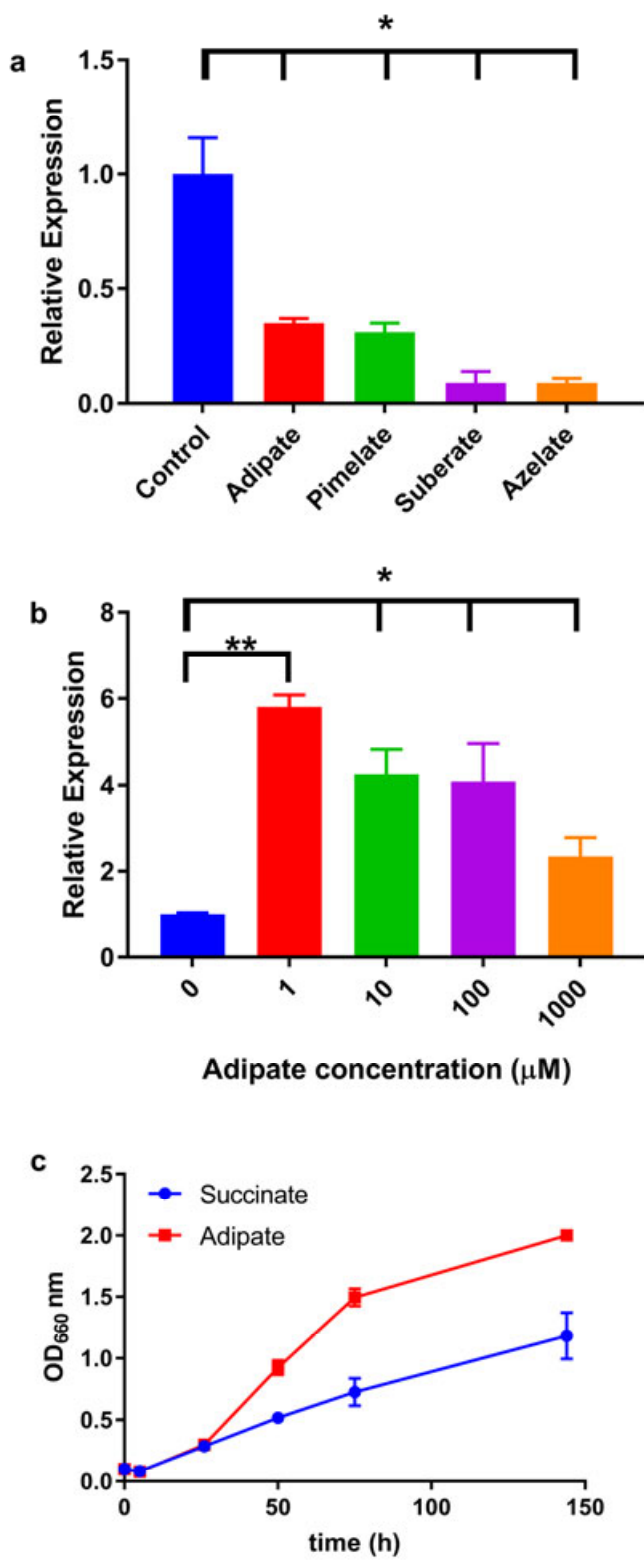 a
*
1.5
1.0
0.5
0.0
Relative Expression
Control
Adipate
Pimelate
Suberate
Azelate
b
*
**
8
6
4
2
0
Relative Expression
0
1
10
100
1000
Adipate concentration (μM)
c
2.5
2.0
1.5
1.0
0.5
0.0
OD660 nm
Succinate
Adipate
0
50
100
150
time (h)